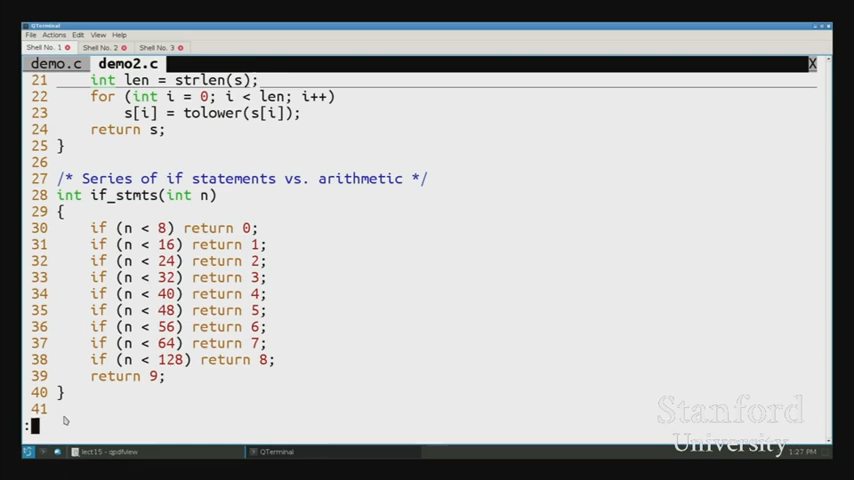 QTerminal
File Actions Edit View Help
Shell No. 1 Shell No. 2 Shell No. 3
demo.c demo2.c X
21 int len = strlen(s);
22 for (int i = 0; i < len; i++)
23 s[i] = tolower(s[i]);
24 return s;
25 }
26
27 /* Series of if statements vs. arithmetic */
28 int if_stmts(int n)
29 {
30 if (n < 8) return 0;
31 if (n < 16) return 1;
32 if (n < 24) return 2;
33 if (n < 32) return 3;
34 if (n < 40) return 4;
35 if (n < 48) return 5;
36 if (n < 56) return 6;
37 if (n < 64) return 7;
38 if (n < 128) return 8;
39 return 9;
40 }
41
:
Stanford
University
lect15 - qpdfview QTerminal 1:27 PM